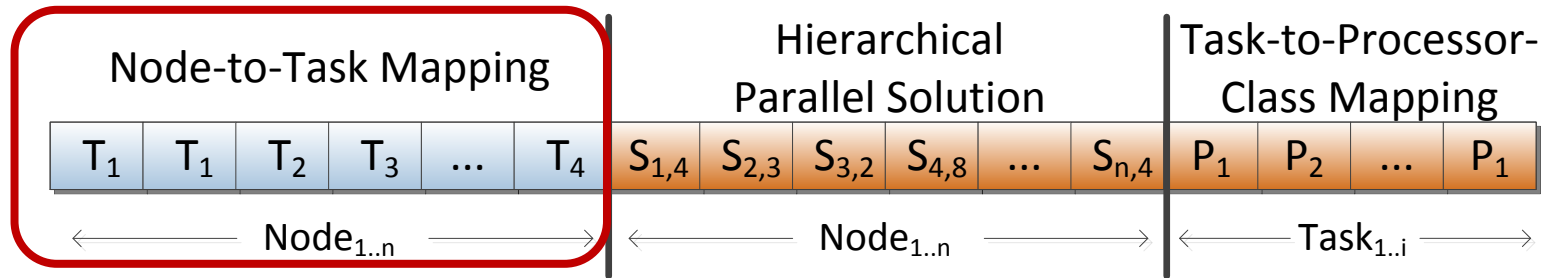 Node-to-Task Mapping
Hierarchical
Parallel Solution
Task-to-Processor-
Class Mapping
T₁ T₁ T₂ T₃ ... T₄ S₁,₄ S₂,₃ S₃,₂ S₄,₈ ... Sₙ,₄ P₁ P₂ ... P₁
Node₁..ₙ Node₁..ₙ Task₁..ᵢ